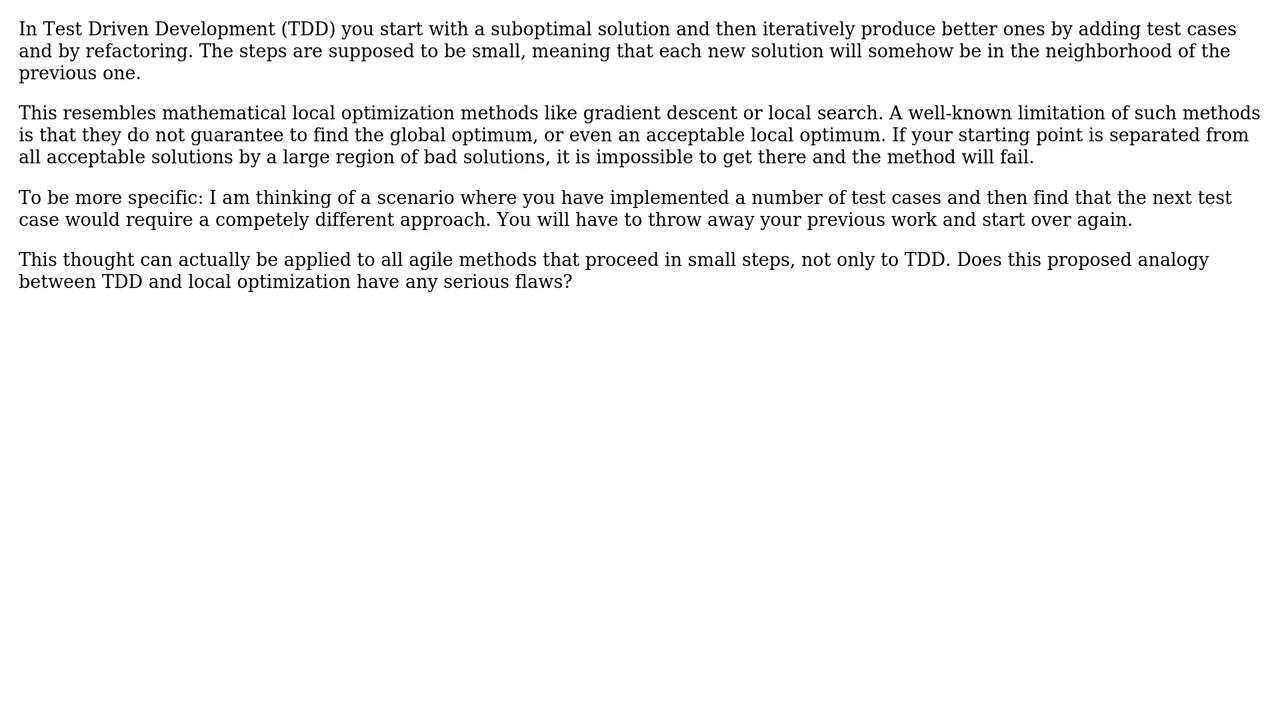 In Test Driven Development (TDD) you start with a suboptimal solution and then iteratively produce better ones by adding test cases
and by refactoring. The steps are supposed to be small, meaning that each new solution will somehow be in the neighborhood of the
previous one.
This resembles mathematical local optimization methods like gradient descent or local search. A well-known limitation of such methods
is that they do not guarantee to find the global optimum, or even an acceptable local optimum. If your starting point is separated from
all acceptable solutions by a large region of bad solutions, it is impossible to get there and the method will fail.
To be more specific: I am thinking of a scenario where you have implemented a number of test cases and then find that the next test
case would require a competely different approach. You will have to throw away your previous work and start over again.
This thought can actually be applied to all agile methods that proceed in small steps, not only to TDD. Does this proposed analogy
between TDD and local optimization have any serious flaws?